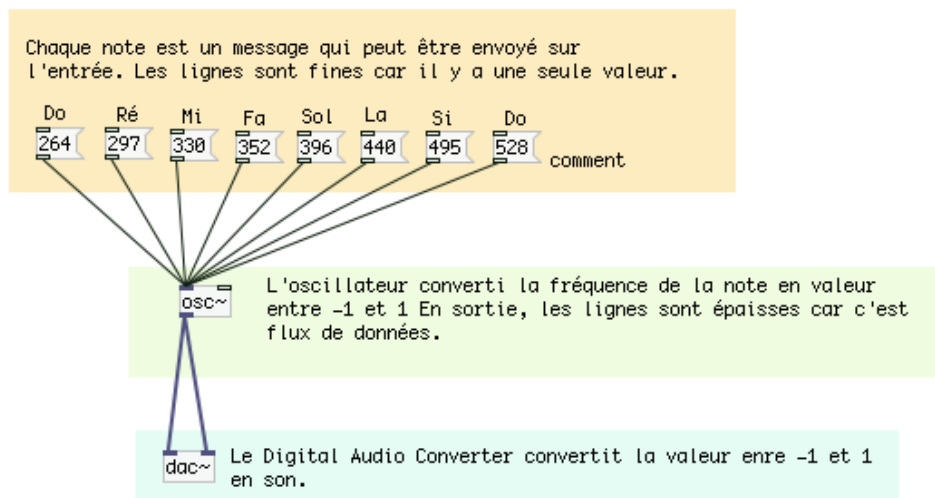 Chaque note est un message qui peut être envoyé sur
l'entrée. Les lignes sont fines car il y a une seule valeur.
Do Ré Mi Fa Sol La Si Do
264 297 330 352 396 440 495 528
comment
L'oscillateur converti la fréquence de la note en valeur
entre -1 et 1 En sortie, les lignes sont épaisses car c'est
flux de données.
osc~
dac~
Le Digital Audio Converter convertit la valeur enre -1 et 1
en son.